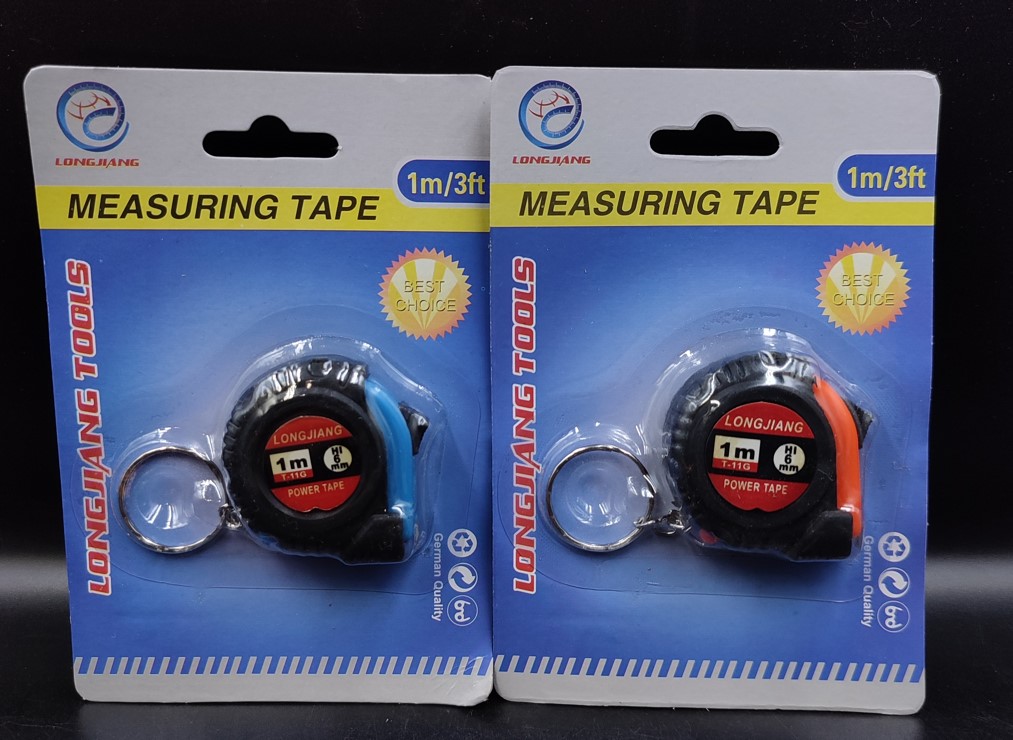 LONGJIANG
1m/3ft
MEASURING TAPE
BEST
CHOICE
LONGJIANG TOOLS
LONGJIANG
1m
T-11G
HI
6
mm
POWER TAPE
German Quality
LONGJIANG
1m/3ft
MEASURING TAPE
BEST
CHOICE
LONGJIANG TOOLS
LONGJIANG
1m
T-11G
HI
6
mm
POWER TAPE
German Quality